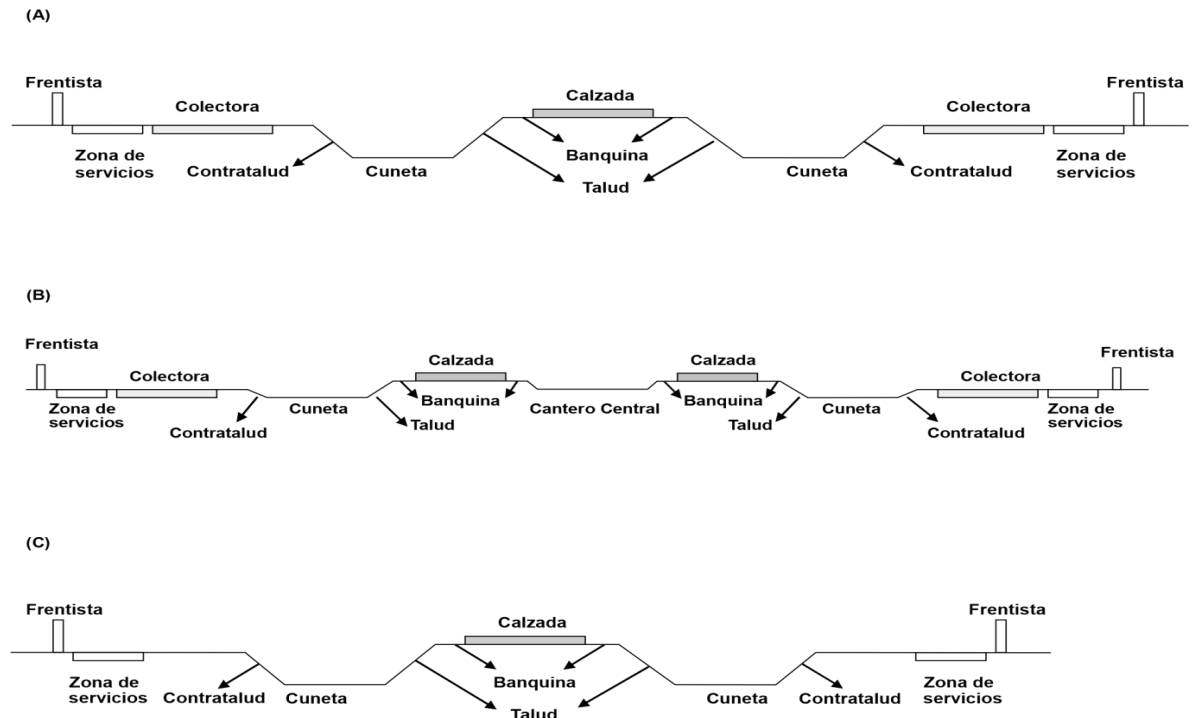 (A)
Frentista
Calzada
Frentista
Colectora
Colectora
Zona de
servicios
Contratalud
Cuneta
Banquina
Talud
Cuneta
Contratalud
Zona de
servicios
(B)
Frentista
Calzada
Calzada
Frentista
Colectora
Colectora
Zona de
servicios
Contratalud
Cuneta
Talud
Banquina
Cantero Central
Banquina
Talud
Cuneta
Contratalud
Zona de
servicios
(C)
Frentista
Calzada
Frentista
Zona de
servicios
Contratalud
Cuneta
Banquina
Talud
Cuneta
Contratalud
Zona de
servicios